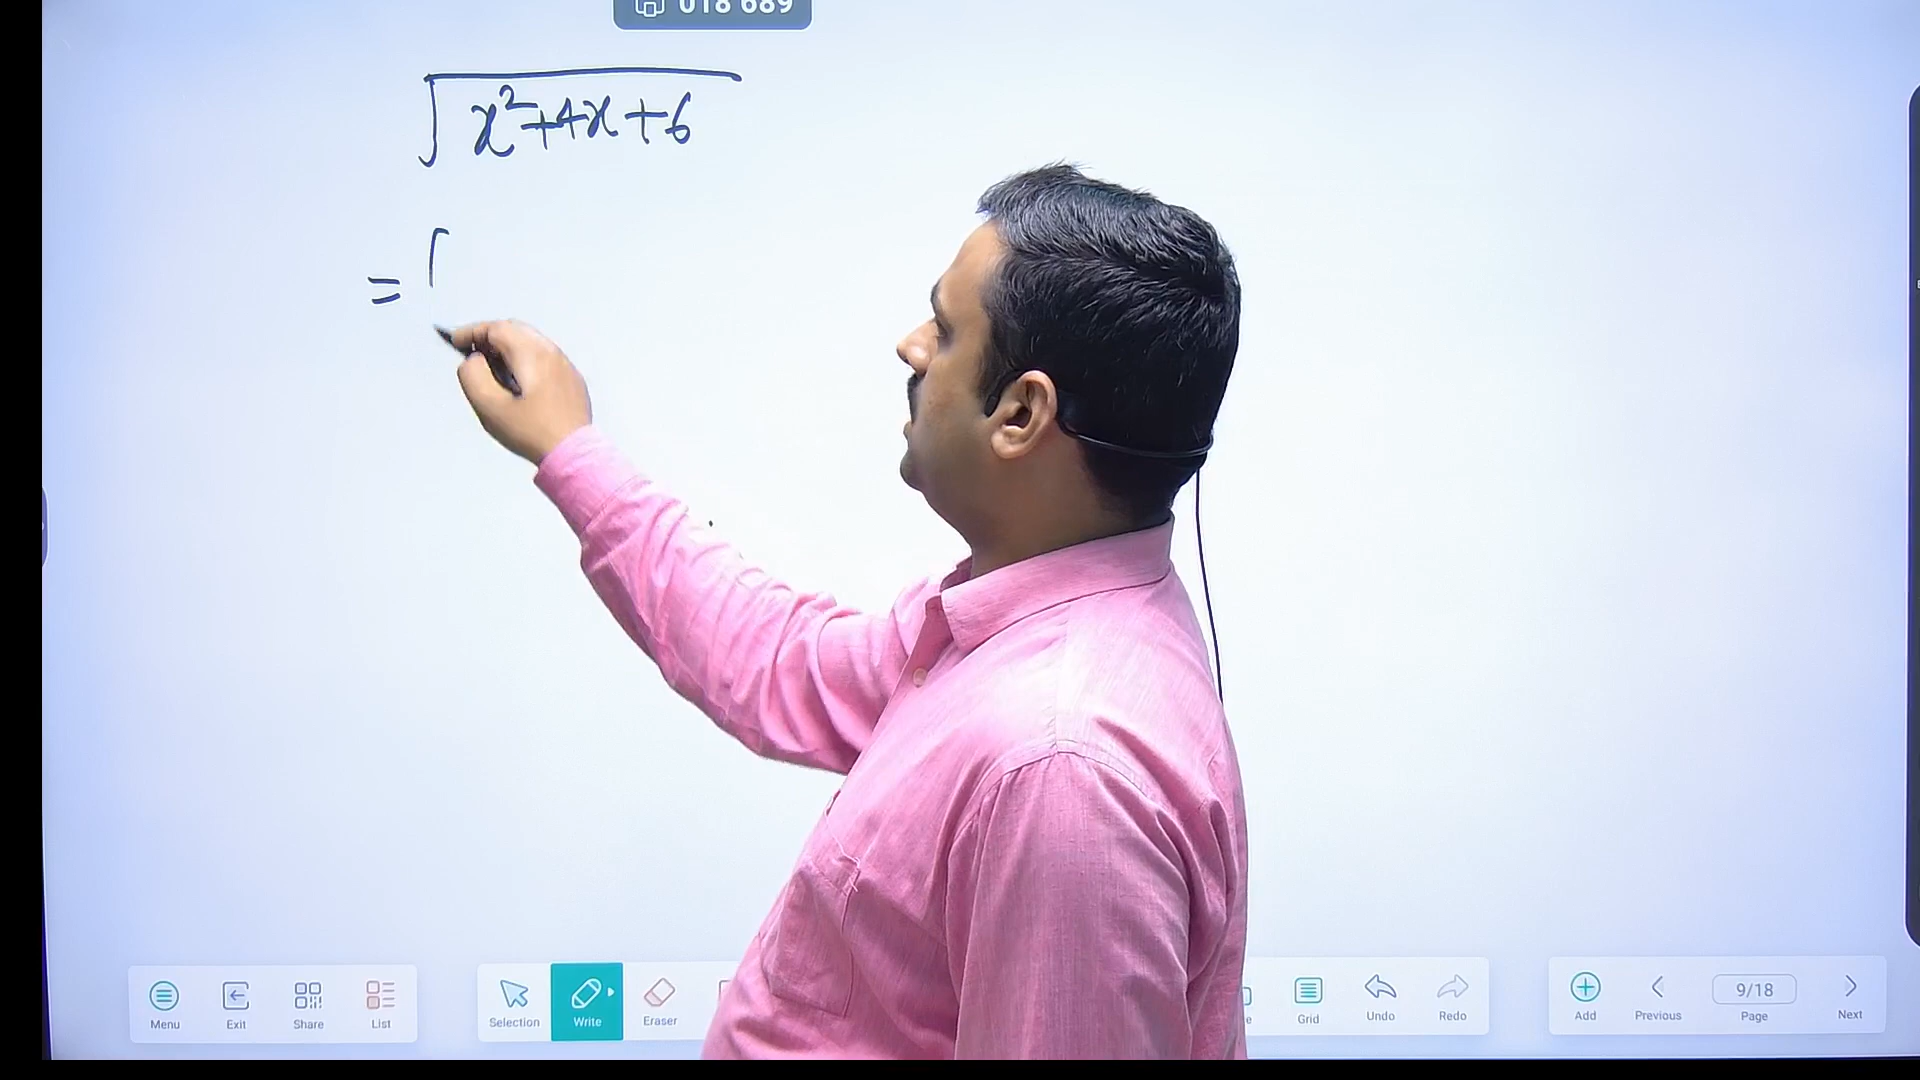 018 689
√x²+4x+6
=
Menu Exit Share List Selection Write Eraser Grid Undo Redo Add Previous 9/18 Page Next